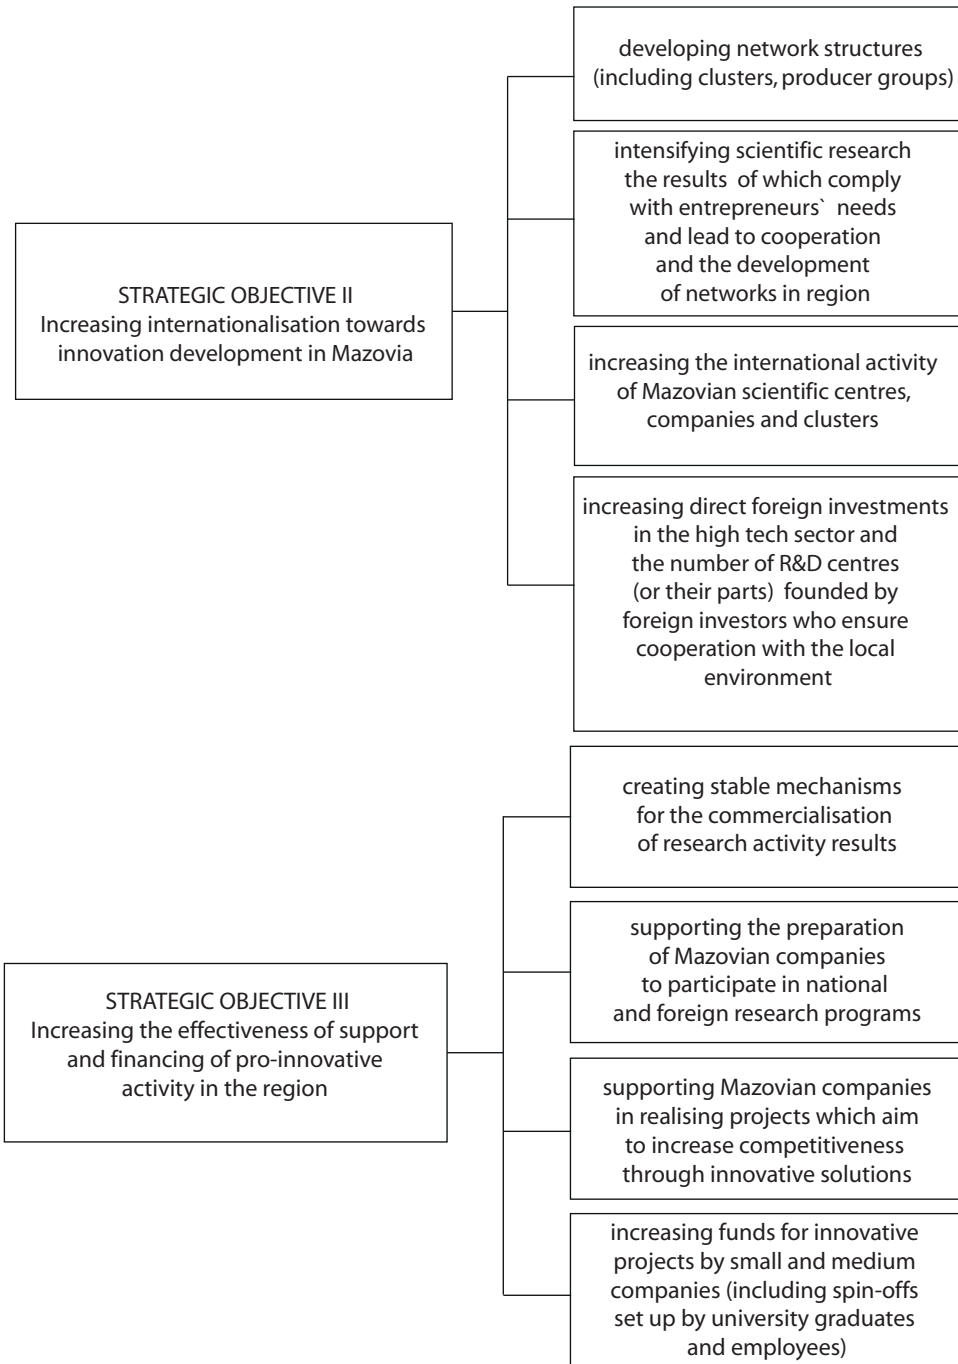 developing network structures
(including clusters, producer groups)
intensifying scientific research
the results of which comply
with entrepreneurs` needs
and lead to cooperation
and the development
of networks in region
STRATEGIC OBJECTIVE II
Increasing internationalisation towards
innovation development in Mazovia
increasing the international activity
of Mazovian scientific centres,
companies and clusters
increasing direct foreign investments
in the high tech sector and
the number of R&D centres
(or their parts) founded by
foreign investors who ensure
cooperation with the local
environment
creating stable mechanisms
for the commercialisation
of research activity results
supporting the preparation
of Mazovian companies
to participate in national
and foreign research programs
STRATEGIC OBJECTIVE III
Increasing the effectiveness of support
and financing of pro-innovative
activity in the region
supporting Mazovian companies
in realising projects which aim
to increase competitiveness
through innovative solutions
increasing funds for innovative
projects by small and medium
companies (including spin-offs
set up by university graduates
and employees)